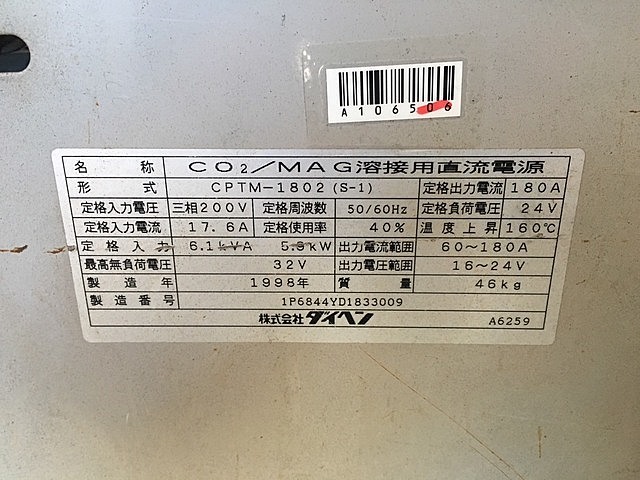 A106506
名称 CO₂/MAG溶接用直流電源
形式 CPTM-1802(S-1) 定格出力電流 180A
定格入力電圧 三相200V 定格周波数 50/60Hz 定格負荷電圧 24V
定格入力電流 17.6A 定格使用率 40% 温度上昇 160℃
定格入力 6.1kVA 5.3kW 出力電流範囲 60～180A
最高無負荷電圧 32V 出力電圧範囲 16～24V
製造年 1998年 質量 46kg
製造番号 1P6844YD1833009
株式会社ダイヘン A6259